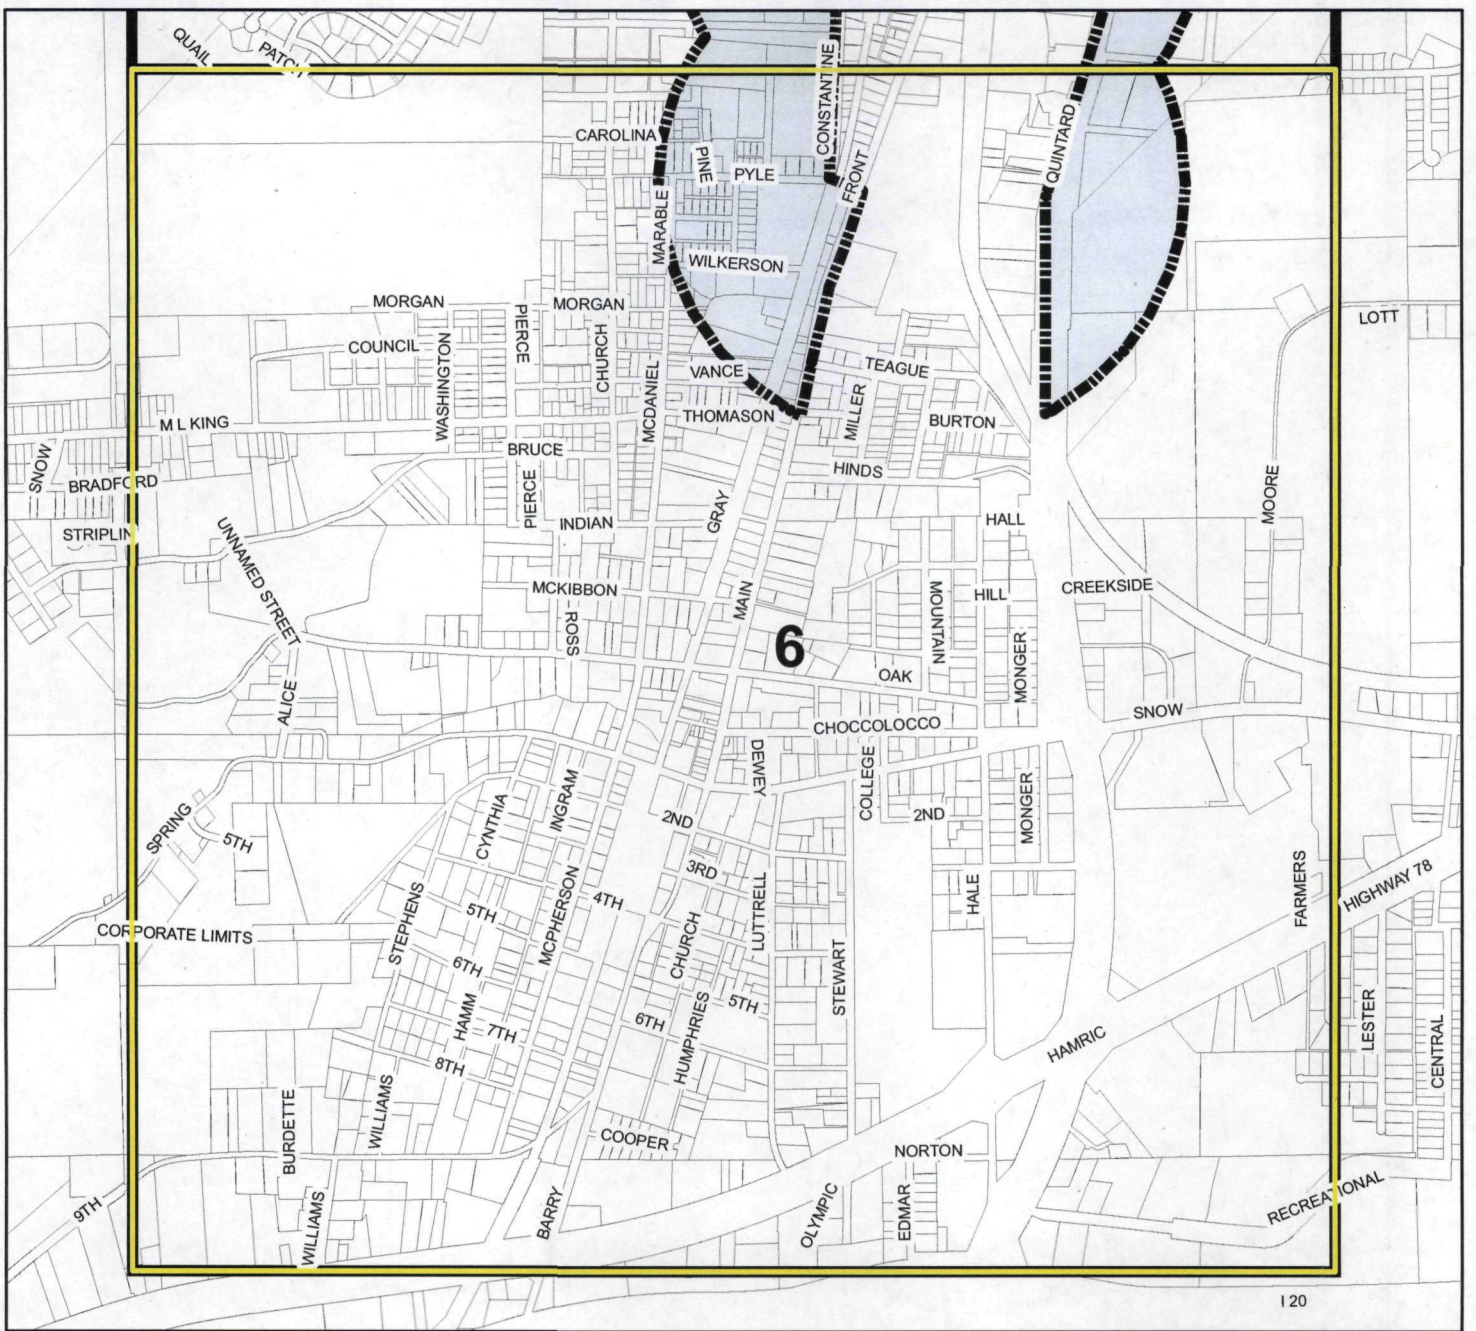 QUAIL
PATCH
CONSTANTINE
CAROLINA
PINE
PYLE
FRONT
QUINTARD
MARABLE
WILKERSON
MORGAN
MORGAN
LOTT
PIERCE
COUNCIL
WASHINGTON
CHURCH
MCDANIEL
VANCE
TEAGUE
M L KING
THOMASON
MILLER
BURTON
SNOW
BRUCE
HINDS
BRADFORD
PIERCE
MOORE
STRIPLIN
UNNAMED STREET
INDIAN
GRAY
HALL
MCKIBBON
MAIN
MOUNTAIN
HILL
CREEKSIDE
ROSS
6
OAK
MONGER
ALICE
CHOCCOLOCCO
SNOW
DEWEY
COLLEGE
SPRING
5TH
CYNTHIA
INGRAM
2ND
2ND
MONGER
3RD
STEPHENS
5TH
MCPHERSON
4TH
LUTTRELL
HALE
FARMERS
HIGHWAY 78
CORPORATE LIMITS
CHURCH
STEWART
6TH
HAMM
7TH
6TH
5TH
HUMPHRIES
LESTER
CENTRAL
HAMRIC
8TH
BURDETTE
WILLIAMS
COOPER
NORTON
9TH
WILLIAMS
BARRY
OLYMPIC
EDMAR
RECREATIONAL
I 20